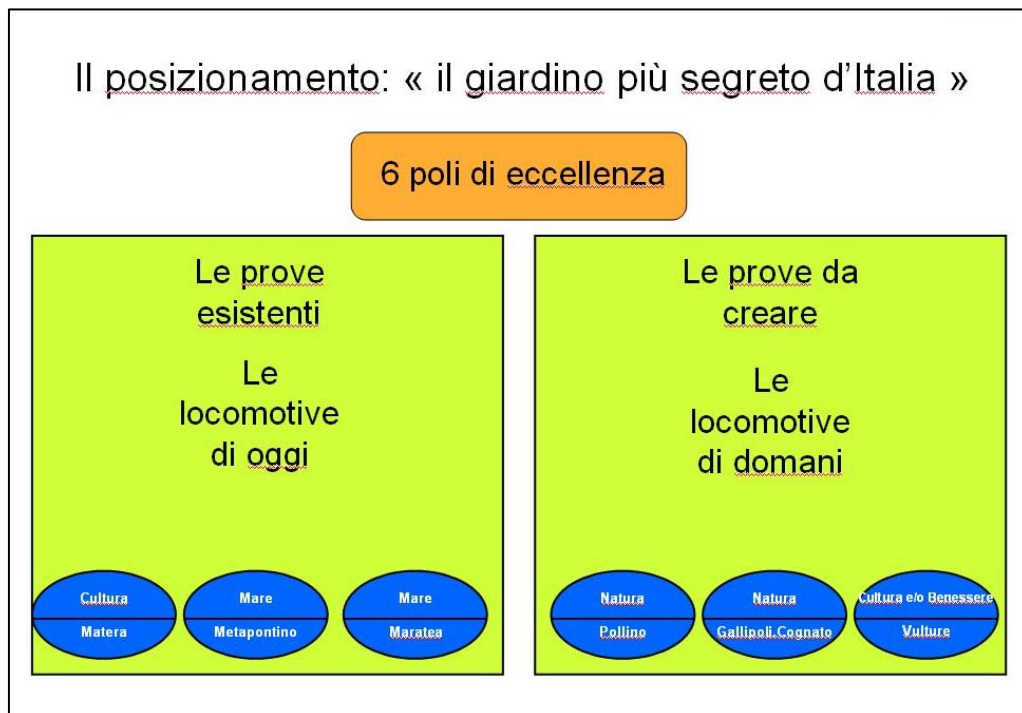 Il posizionamento: « il giardino più segreto d'Italia »
6 poli di eccellenza
Le prove
esistenti
Le
locomotive
di oggi
Cultura
Matera
Mare
Metapontino
Mare
Maratea
Le prove da
creare
Le
locomotive
di domani
Natura
Pollino
Natura
Gallipoli.Cognato
Cultura e/o Benessere
Vulture